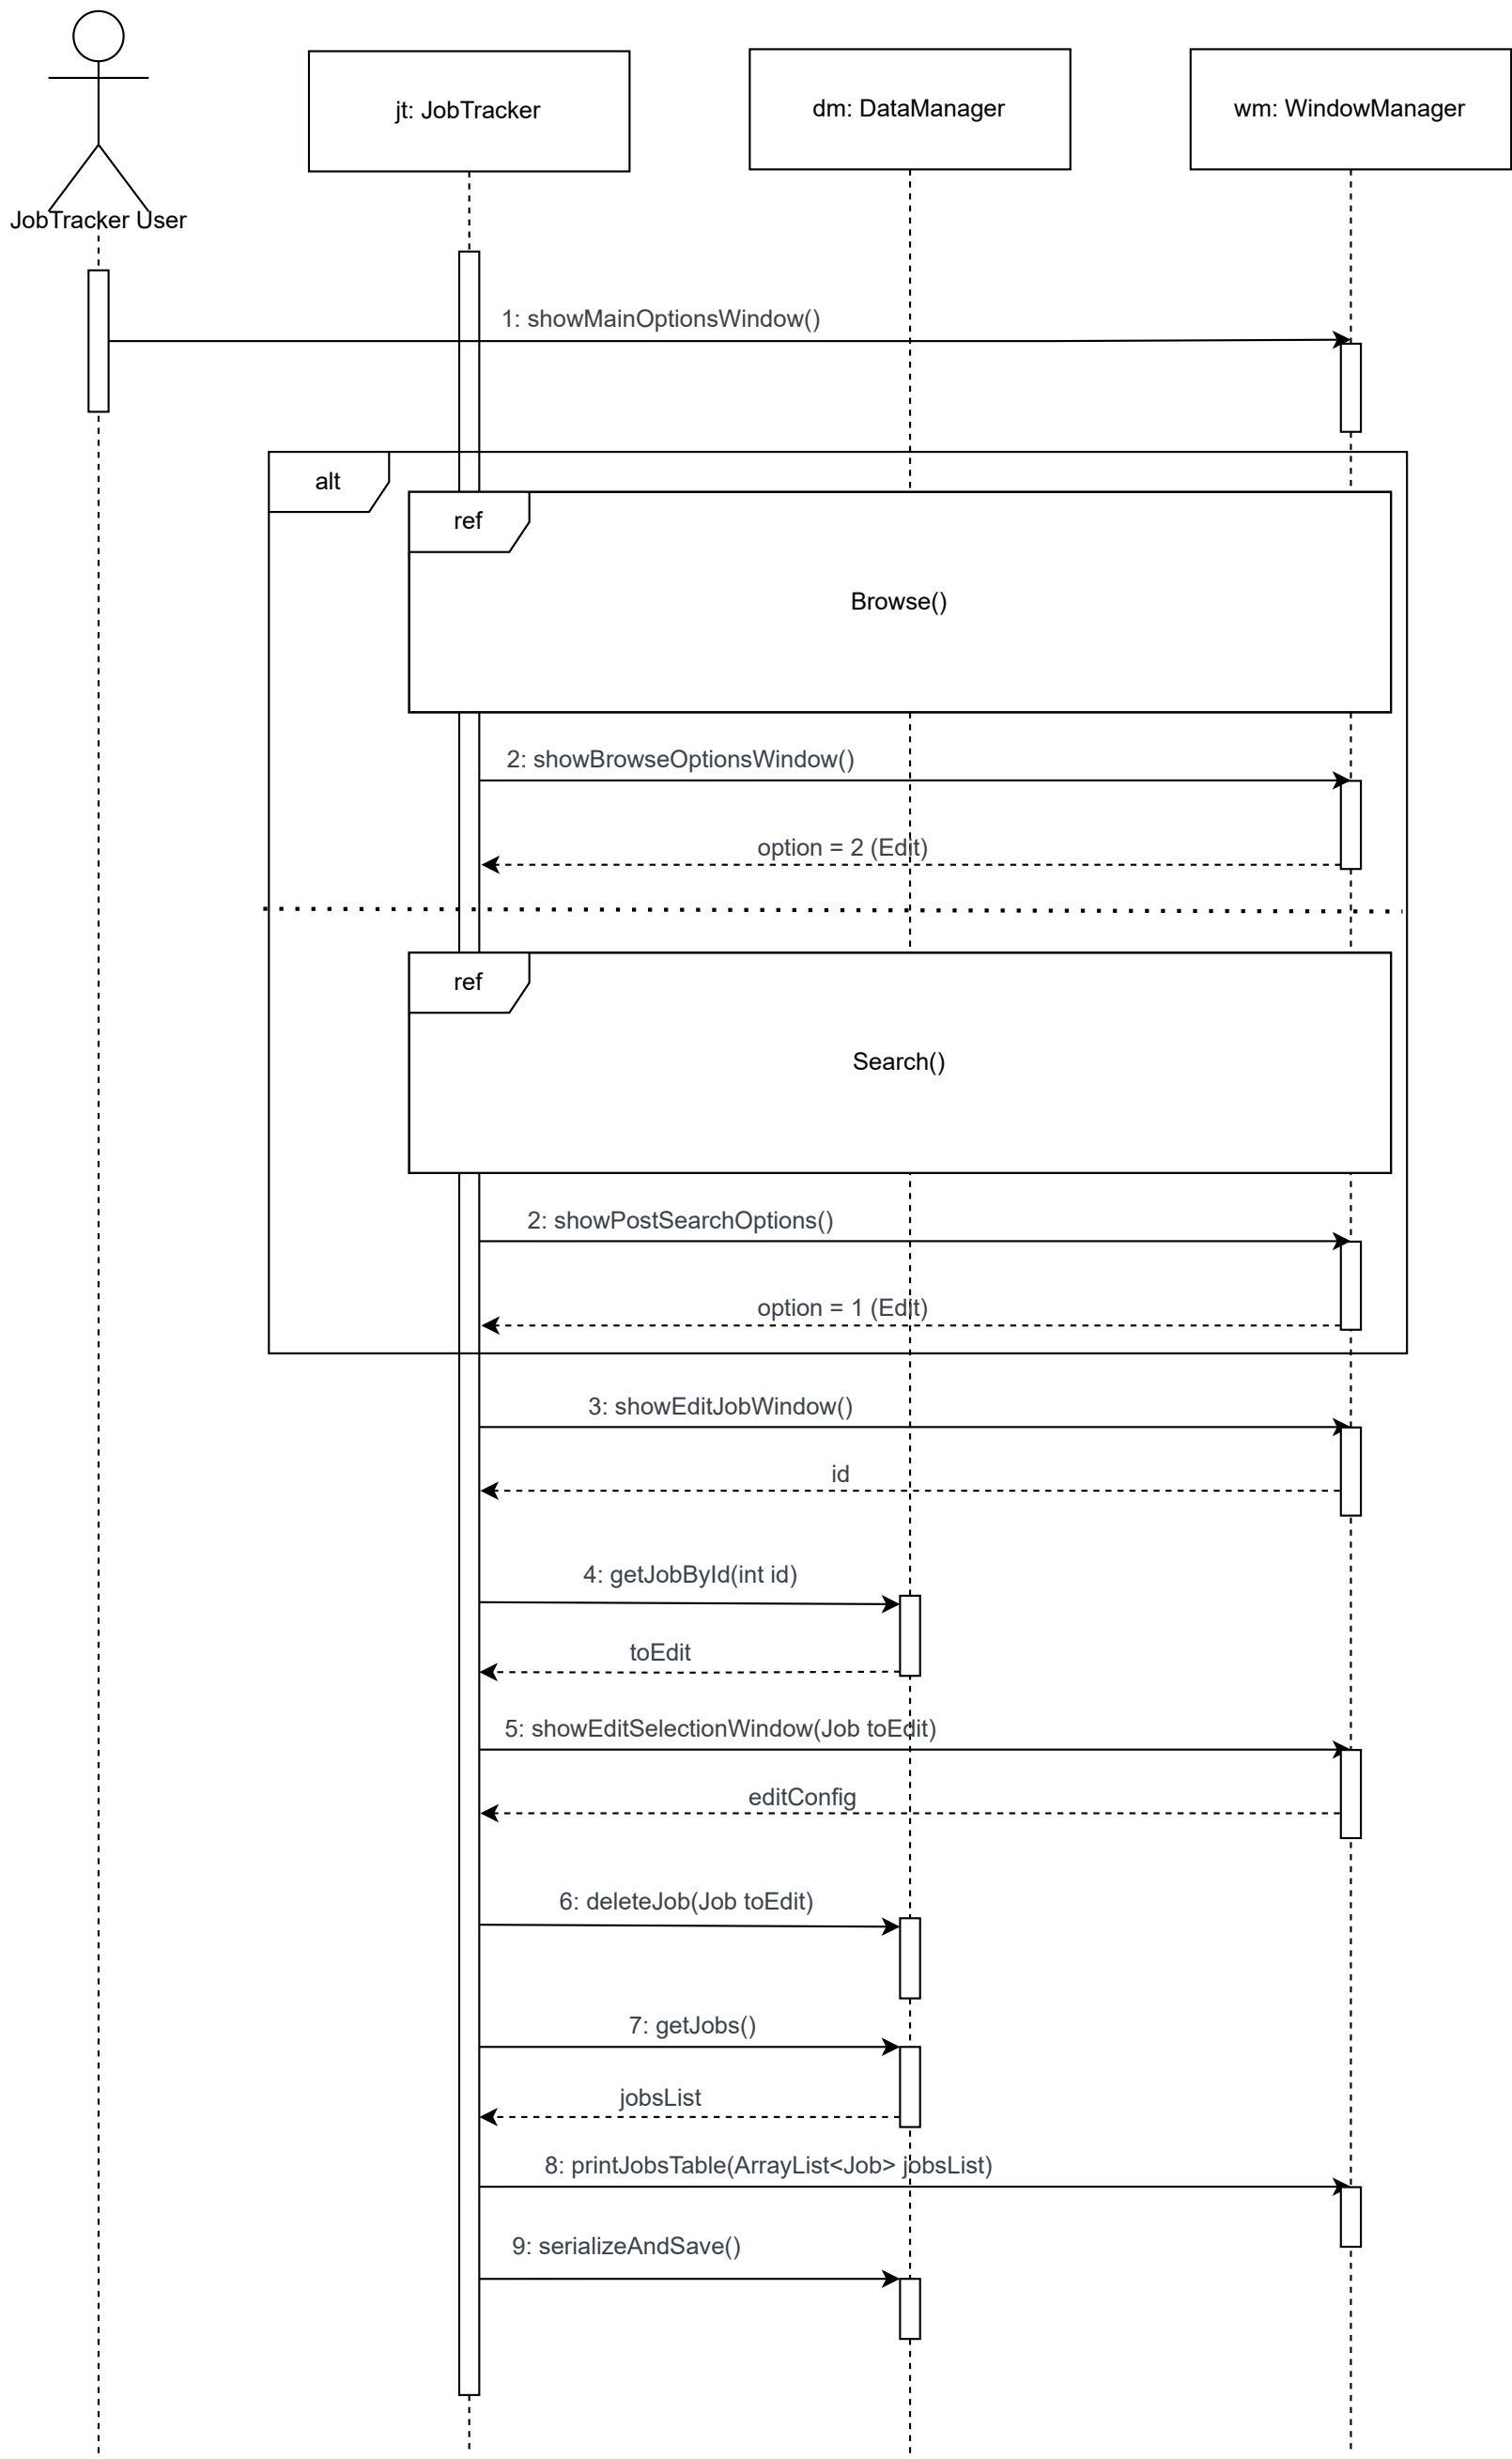 JobTracker User
jt: JobTracker
dm: DataManager
wm: WindowManager
1: showMainOptionsWindow()
alt
ref
Browse()
2: showBrowseOptionsWindow()
option = 2 (Edit)
ref
Search()
2: showPostSearchOptions()
option = 1 (Edit)
3: showEditJobWindow()
id
4: getJobById(int id)
toEdit
5: showEditSelectionWindow(Job toEdit)
editConfig
6: deleteJob(Job toEdit)
7: getJobs()
jobsList
8: printJobsTable(ArrayList<Job> jobsList)
9: serializeAndSave()